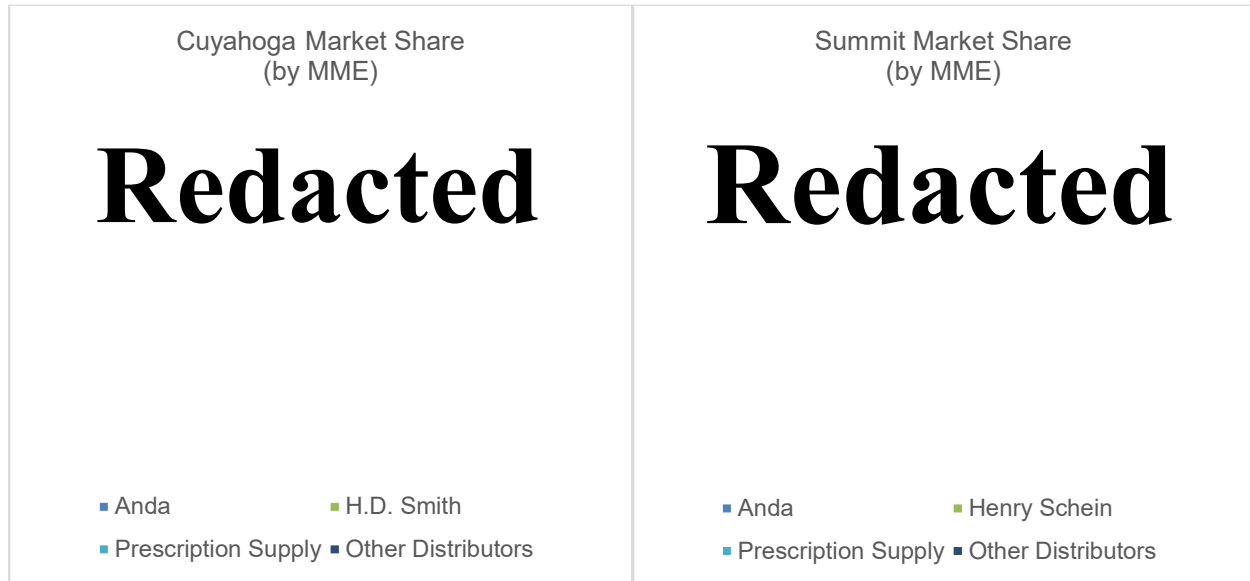 Cuyahoga Market Share
(by MME)
Redacted
Anda
H.D. Smith
Prescription Supply
Other Distributors
Summit Market Share
(by MME)
Redacted
Anda
Henry Schein
Prescription Supply
Other Distributors